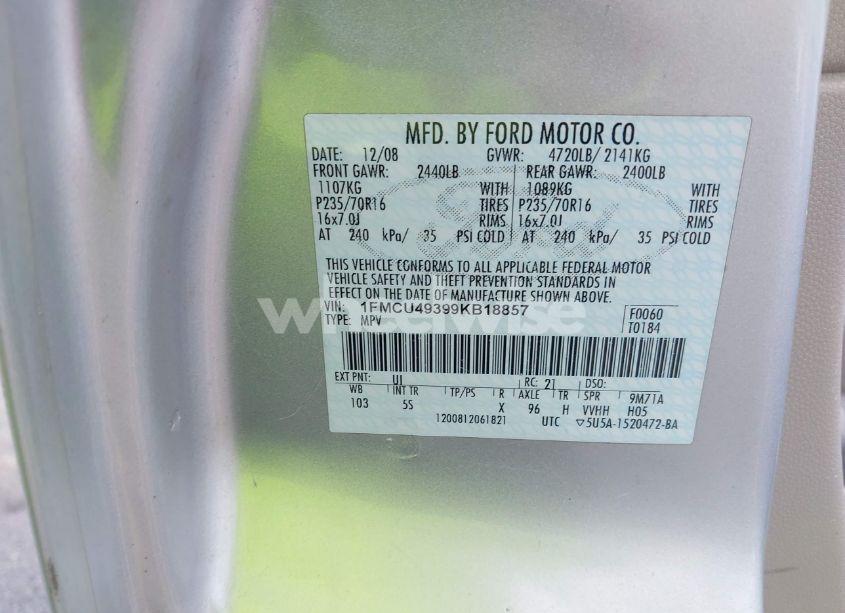 MFD. BY FORD MOTOR CO.
DATE: 12/08 GVWR: 4720LB/ 2141KG
FRONT GAWR: 2440LB REAR GAWR: 2400LB
1107KG WITH 1089KG WITH
P235/70R16 TIRES P235/70R16 TIRES
16x7.0J RIMS 16x7.0J RIMS
AT 240 kPa/ 35 PSI COLD AT 240 kPa/ 35 PSI COLD
THIS VEHICLE CONFORMS TO ALL APPLICABLE FEDERAL MOTOR
VEHICLE SAFETY AND THEFT PREVENTION STANDARDS IN
EFFECT ON THE DATE OF MANUFACTURE SHOWN ABOVE.
VIN: 1FMCU49399KB18857 F0060
TYPE: MPV T0184
wheelwise
EXT PNT: UI RC: 21 DSO:
WB INT TR TP/PS R AXLE TR SPR 9M71A
103 5S X 96 H VVHH H05
1200812061821 UTC ▽5U5A-1520472-BA